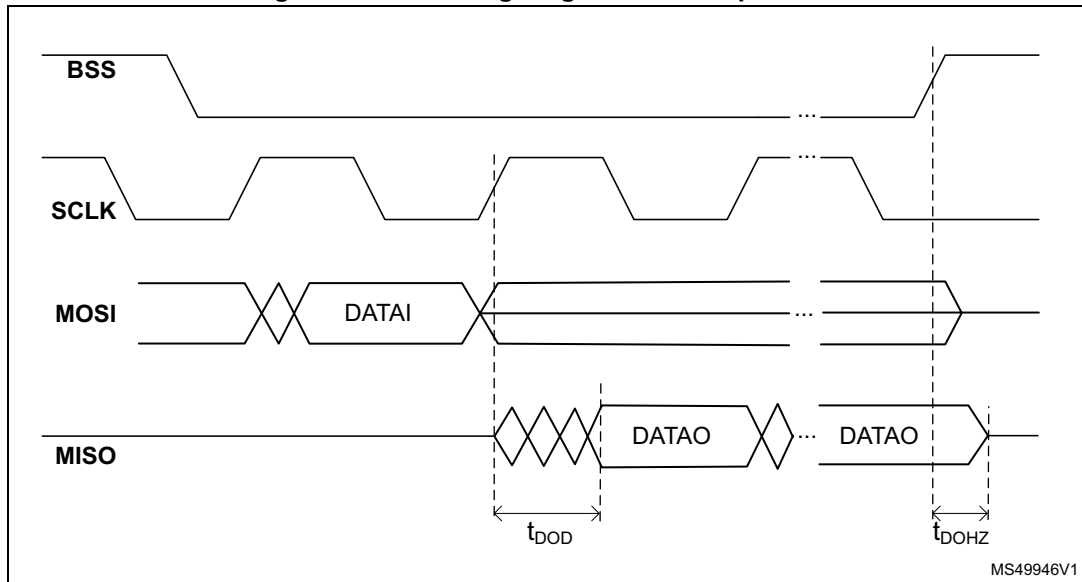 BSS
...
...
SCLK
MOSI
DATAI
...
MISO
DATAO
...
DATAO
tDOD
tDOHZ
MS49946V1